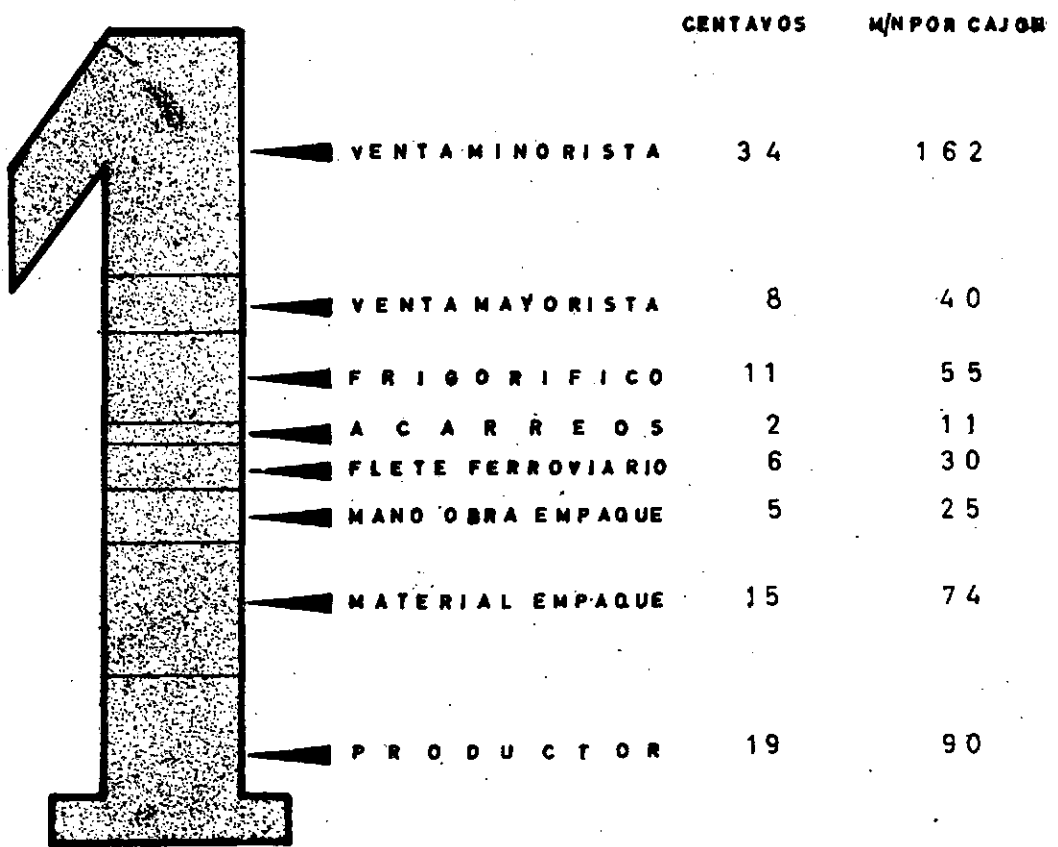 CENTAVOS M/N POR CAJON
VENTA MINORISTA 34 162
VENTA MAYORISTA 8 40
FRIGORIFICO 11 55
ACARREOS 2 11
FLETE FERROVIARIO 6 30
MANO OBRA EMPAQUE 5 25
MATERIAL EMPAQUE 15 74
PRODUCTOR 19 90